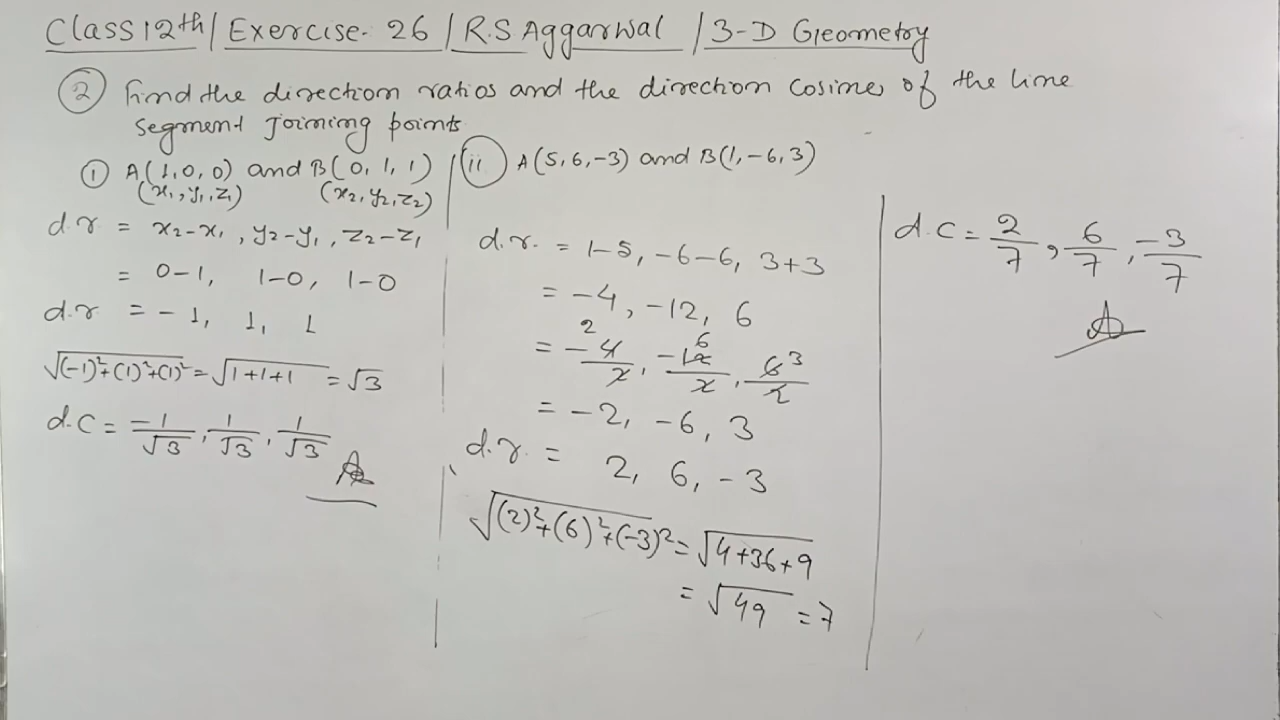 Class 12th / Exercise- 26 / R.S Aggarwal / 3-D Geometry
② Find the direction ratios and the direction cosines of the line
segment Joining points
① A(1,0,0) and B(0,1,1)
(x₁,y₁,z₁) (x₂,y₂,z₂)
d.r = x₂-x₁, y₂-y₁, z₂-z₁
= 0-1, 1-0, 1-0
d.r = -1, 1, 1
√(-1)²+(1)²+(1)² = √1+1+1 = √3
d.c = -1/√3, 1/√3, 1/√3
ii) A(5,6,-3) and B(1,-6,3)
d.r. = 1-5, -6-6, 3+3
= -4, -12, 6
2 6 3
= -4/2, -12/2, 6/2
= -2, -6, 3
d.r. = 2, 6, -3
√(2)²+(6)²+(-3)² = √4+36+9
= √49 = 7
d.c = 2/7, 6/7, -3/7